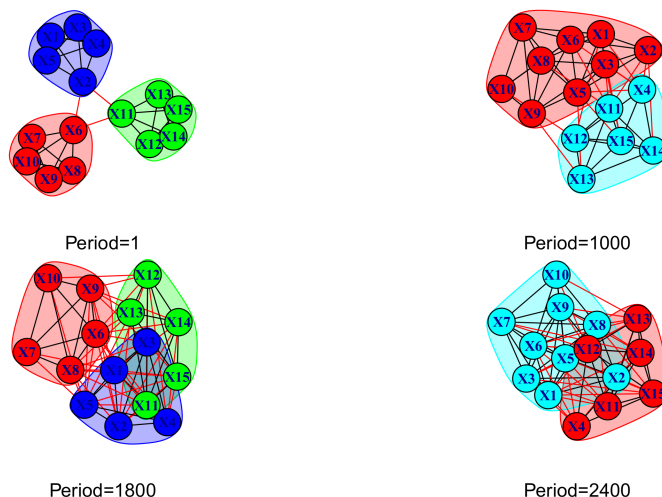 X1 X3 X4 X5 X2
X11 X13 X15 X14 X12
X6 X7 X10 X8 X9
Period=1
X7 X6 X1 X2 X8 X3 X10 X5 X9
X4 X11 X12 X15 X14 X13
Period=1000
X10 X9 X6 X7 X8
X12 X13 X14 X15 X11
X3 X1 X5 X2 X4
Period=1800
X10 X9 X7 X8 X6 X5 X3 X2 X1
X13 X12 X14 X15 X11 X4
Period=2400